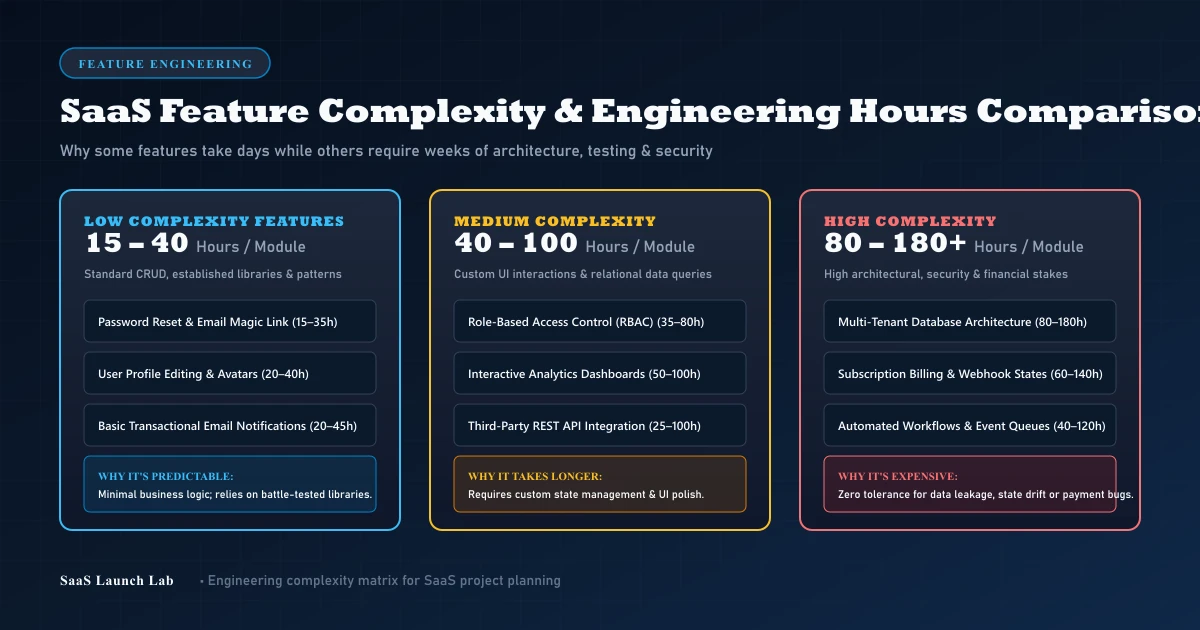 FEATURE ENGINEERING
SaaS Feature Complexity & Engineering Hours Comparison
Why some features take days while others require weeks of architecture, testing & security
LOW COMPLEXITY FEATURES
15 – 40 Hours / Module
Standard CRUD, established libraries & patterns
Password Reset & Email Magic Link (15–35h)
User Profile Editing & Avatars (20–40h)
Basic Transactional Email Notifications (20–45h)
WHY IT'S PREDICTABLE:
Minimal business logic; relies on battle-tested libraries.
MEDIUM COMPLEXITY
40 – 100 Hours / Module
Custom UI interactions & relational data queries
Role-Based Access Control (RBAC) (35–80h)
Interactive Analytics Dashboards (50–100h)
Third-Party REST API Integration (25–100h)
WHY IT TAKES LONGER:
Requires custom state management & UI polish.
HIGH COMPLEXITY
80 – 180+ Hours / Module
High architectural, security & financial stakes
Multi-Tenant Database Architecture (80–180h)
Subscription Billing & Webhook States (60–140h)
Automated Workflows & Event Queues (40–120h)
WHY IT'S EXPENSIVE:
Zero tolerance for data leakage, state drift or payment bugs.
SaaS Launch Lab • Engineering complexity matrix for SaaS project planning